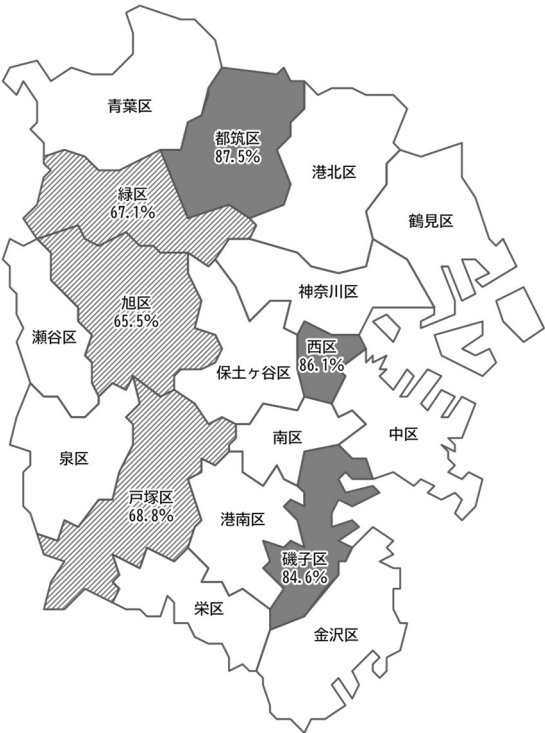 青葉区
都筑区
87.5%
港北区
緑区
67.1%
鶴見区
神奈川区
旭区
65.5%
瀬谷区
西区
86.1%
保土ヶ谷区
南区
中区
泉区
戸塚区
68.8%
港南区
磯子区
84.6%
栄区
金沢区